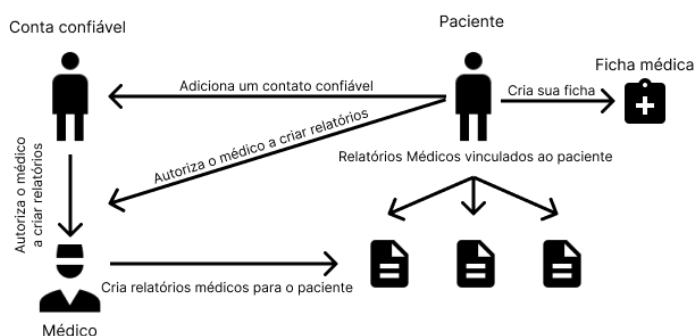 Paciente
Conta confiável
Ficha médica
Adiciona um contato confiável
Cria sua ficha
Autoriza o médico a criar relatórios
Autoriza o médico
a criar relatórios
Relatórios Médicos vinculados ao paciente
Cria relatórios médicos para o paciente
Médico